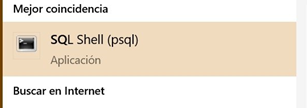 Mejor coincidencia
SQL Shell (psql)
Aplicación
Buscar en Internet